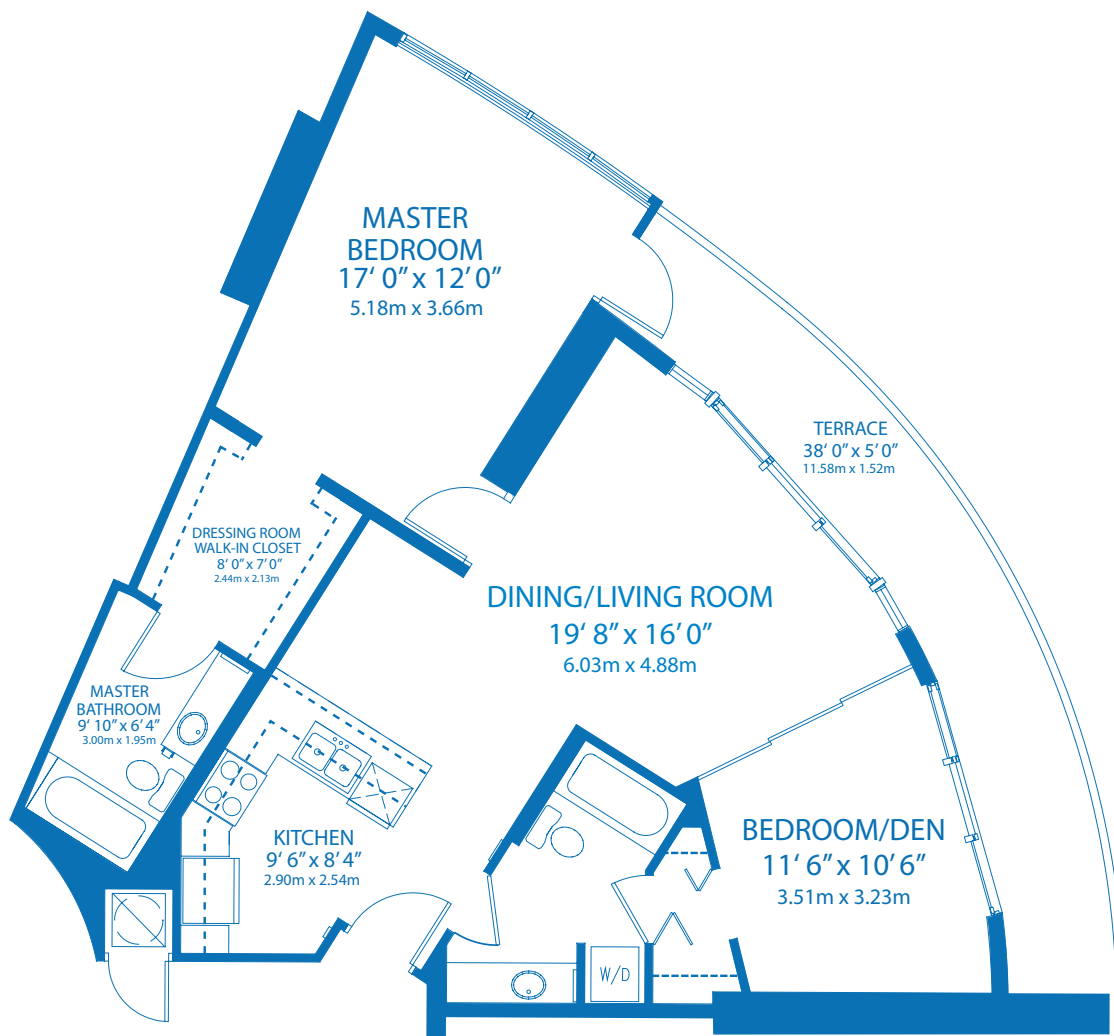 MASTER
BEDROOM
17‘ 0” x 12‘ 0”
5.18m x 3.66m
TERRACE
38‘ 0” x 5‘ 0”
11.58m x 1.52m
DRESSING ROOM
WALK-IN CLOSET
8‘ 0” x 7‘ 0”
2.44m x 2.13m
DINING/LIVING ROOM
19‘ 8” x 16‘ 0”
6.03m x 4.88m
MASTER
BATHROOM
9‘ 10” x 6‘ 4”
3.00m x 1.95m
KITCHEN
9‘ 6” x 8‘ 4”
2.90m x 2.54m
BEDROOM/DEN
11‘ 6” x 10‘ 6”
3.51m x 3.23m
W/D